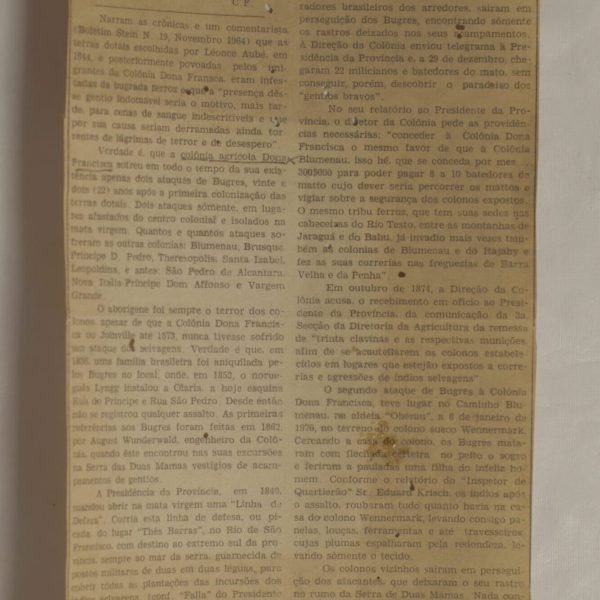 C F.
Narram as crônicas e um comentarista
(Boletim Stein N. 19, Novembro 1964) que as
terras dotais escolhidas por Léonce Aubé, em
1844, e posteriormente povoadas pelos imi-
grantes da Colônia Dona Fransca, eram infes-
tadas da bugrada feroz e que a "presença dês-
se gentio indomável seria o motivo, mais tar-
de, para cenas de sangue indescritíveis e que
por sua causa seriam derramadas ainda tor-
rentes de lágrimas de terror e de desespero".
Verdade é, que a colônia agrícola Dona
Francisca sofreu em todo o tempo da sua exis-
tência apenas dois ataques de Bugres, vinte e
dois (22) anos após a primeira colonização das
terras dotais. Dois ataques sòmente, em luga-
res afastados do centro colonial e isolados na
mata virgem. Quantos e quantos ataques so-
freram as outras colonias: Blumenau, Brusque,
Principe D. Pedro, Theresópolis, Santa Izabel,
Leopoldina, e antes: São Pedro de Alcantara,
Nova Italia-Príncipe Dom Affonso e Vargem
Grande.
O aborígene foi sempre o terror dos co-
lonos, apesar de que a Colônia Dona Francis-
ca ou Joinville até 1873, nunca tivesse sofrido
um ataque dos selvagens. Verdade é que, em
uma família brasileira foi aniquilada pe-
los Bugres no local, onde, em 1852, o norue-
guês Lyngg instalou a Olaria, a hoje esquina
Rua do Príncipe e Rua São Pedro. Desde então
não se registrou qualquer assalto. As primeiras
referências aos Bugres foram feitas em 1862,
por August Wunderwald, engenheiro da Colô-
nia, quando êste encontrou nas suas excursões
na Serra das Duas Mamas vestígios de acam-
pamentos de gentios.
A Presidência da Província, em 1840,
mandou abrir na mata virgem uma "Linha de
Defeza". Corria esta linha de defesa, ou pi-
cada, do lugar "Três Barras", no Rio de São
Francisco, com destino ao extremo sul da pro-
víncia, sempre ao mar da serra, guarnecida de
postos militares de duas em duas léguas, para
cobrir todas as plantações das incursões dos
índios selvagens (conf. "Falla" do Presidente
radores brasileiros dos arredores, sairam em
perseguição dos Bugres, encontrando sòmente
os rastros deixados nos seus acampamentos.
A Direção da Colônia enviou telegrama à Pre-
sidência da Província e, a 29 de dezembro, che-
garam 22 milicianos e batedores do mato, sem
conseguir, porém, descobrir o paradeiro dos
"gentios bravos".
No seu relatório ao Presidente da Pro-
víncia, o diretor da Colônia pede as providên-
cias necessárias: "conceder à Colônia Dona
Francisca o mesmo favor de que à Colônia
Blumenau, isso hé, que se conceda por mes
300$000 para poder pagar 8 a 10 batedores do
matto cujo dever seria percorrer os mattos e
vigiar sobre a segurança dos colonos expostos.
O mesmo tribu ferros, que tem suas sedes nas
cabeceiras do Rio Testo, entre as montanhas de
Jaraguá e do Bahu, já invadio mais vezes tam-
bém as colonias de Blumenau e do Itajahy e
fez as suas correrias nas freguezias de Barra
Velha e da Penha".
Em outubro de 1874, a Direção da Co-
lônia acusa, o recebimento em ofício ao Presi-
dente da Província, da comunicação da 3a.
Secção da Diretoria da Agricultura da remessa
de "trinta clavinas e as respectivas munições,
afim de se acautellarem os colonos estabele-
cidos em lugares que estejão expostos a corre-
rias e agressões de índios selvagens".
O segundo ataque de Bugres à Colônia
Dona Francisca, teve lugar no Caminho Blu-
menau, na aldeia "Obersu", a 6 de janeiro de
1876, no terreno do colono sueco Wennermark.
Cercando a casa do colono, os Bugres mata-
ram com flechada certeira no peito o sogro
e feriram a pauladas uma filha do infeliz ho-
mem. Conforme o relatório do "Inspetor de
Quartierão" Sr. Eduard Krisch, os índios após
o assalto, roubaram tudo quanto havia na ca-
sa do colono Wennermark, levando consigo pa-
nelas, louças, ferramentas e até travesseiros,
cujas plumas espalharam pela redondeza, le-
vando sòmente o tecido.
Os colonos vizinhos sairam em persegui-
ção dos atacantes, que deixaram o seu rastro
no rumo da Serra de Duas Mamas. Nada con-